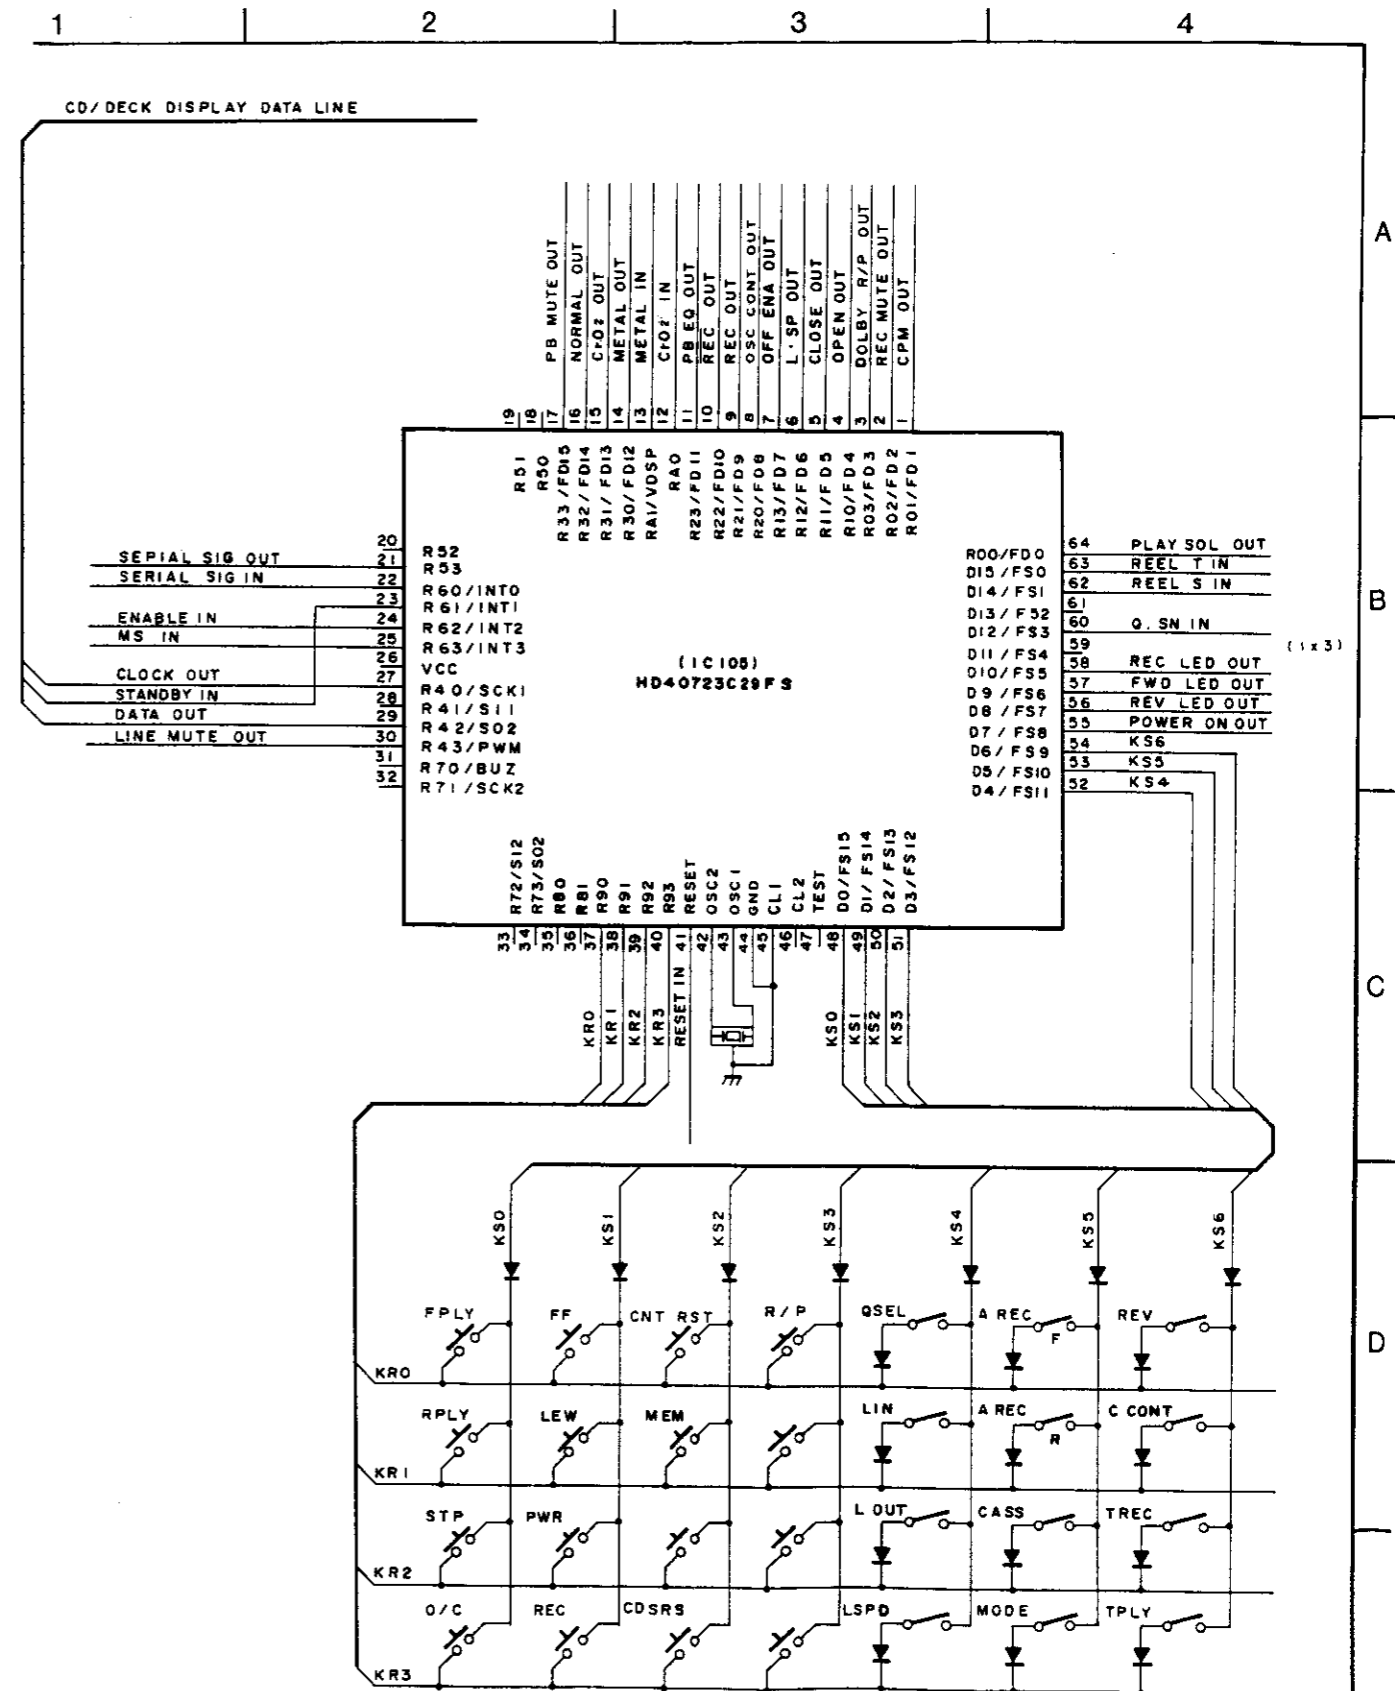 1 2 3 4
CD/DECK DISPLAY DATA LINE
A
PB MUTE OUT
NORMAL OUT
CrO2 OUT
METAL OUT
METAL IN
CrO2 IN
PB EQ OUT
REC OUT
REC OUT
OSC CONT OUT
OFF ENA OUT
L·SP OUT
CLOSE OUT
OPEN OUT
DOLBY R/P OUT
REC MUTE OUT
CPM OUT
19 18 17 16 15 14 13 12 11 10 9 8 7 6 5 4 3 2 1
R51
R50
R33/FD15
R32/FD14
R31/FD13
R30/FD12
RA1/VDSP
RA0
R23/FD11
R22/FD10
R21/FD9
R20/FD8
R13/FD7
R12/FD6
R11/FD5
R10/FD4
R03/FD3
R02/FD2
R01/FD1
20 R52
SEPIAL SIG OUT 21 R53
SERIAL SIG IN 22 R60/INT0
23 R61/INT1
ENABLE IN 24 R62/INT2
MS IN 25 R63/INT3
26 VCC
CLOCK OUT 27 R40/SCK1
STANDBY IN 28 R41/SI1
DATA OUT 29 R42/SO2
LINE MUTE OUT 30 R43/PWM
31 R70/BUZ
32 R71/SCK2
(IC105)
HD40723C29FS
R00/FD0 64 PLAY SOL OUT
D15/FS0 63 REEL T IN
D14/FS1 62 REEL S IN
D13/FS2 61
D12/FS3 60 Q.SN IN
D11/FS4 59
D10/FS5 58 REC LED OUT
D9/FS6 57 FWD LED OUT
D8/FS7 56 REV LED OUT
D7/FS8 55 POWER ON OUT
D6/FS9 54 KS6
D5/FS10 53 KS5
D4/FS11 52 KS4
B
(1x3)
R72/S12
R73/SO2
R80
R81
R90
R91
R92
R93
RESET
OSC2
OSC1
GND
CL1
CL2
TEST
D0/FS15
D1/FS14
D2/FS13
D3/FS12
33 34 35 36 37 38 39 40 41 42 43 44 45 46 47 48 49 50 51
C
KR0 KR1 KR2 KR3 RESET IN KS0 KS1 KS2 KS3
KS0 KS1 KS2 KS3 KS4 KS5 KS6
FPLY FF CNT RST R/P QSEL A REC F REV
D
KR0
RPLY LEW MEM LIN A REC R C CONT
KR1
STP PWR L OUT CASS TREC
KR2
O/C REC CDSRS LSPD MODE TPLY
KR3